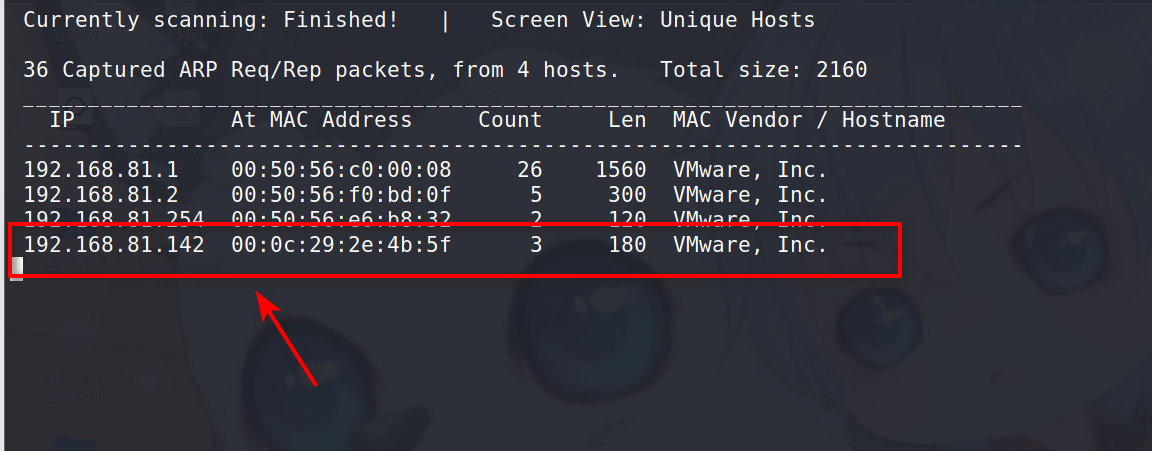 Currently scanning: Finished!   |   Screen View: Unique Hosts
36 Captured ARP Req/Rep packets, from 4 hosts.   Total size: 2160
_____________________________________________________________________________
IP            At MAC Address     Count     Len  MAC Vendor / Hostname
-----------------------------------------------------------------------------
192.168.81.1    00:50:56:c0:00:08     26    1560  VMware, Inc.
192.168.81.2    00:50:56:f0:bd:0f      5     300  VMware, Inc.
192.168.81.254  00:50:56:e6:b8:32      2     120  VMware, Inc.
192.168.81.142  00:0c:29:2e:4b:5f      3     180  VMware, Inc.